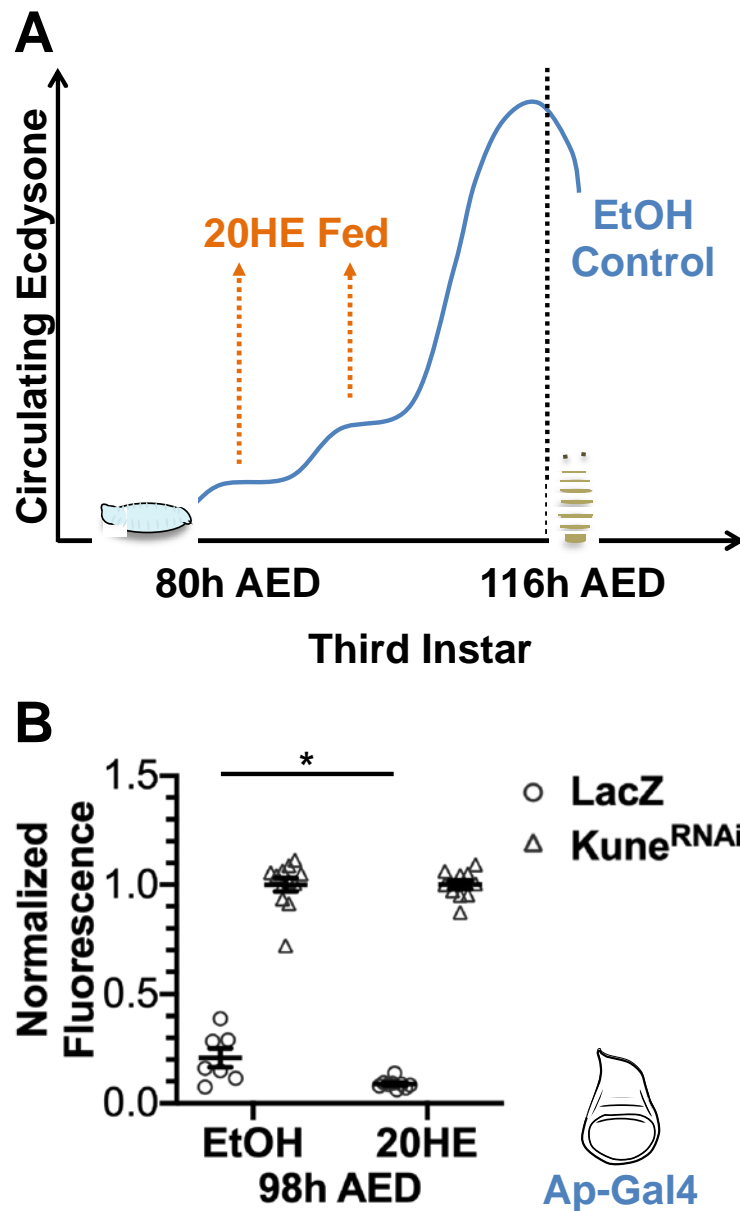 A
Circulating Ecdysone
20HE Fed
EtOH
Control
80h AED
116h AED
Third Instar
B
Normalized
Fluorescence
1.5
1.0
0.5
0.0
*
LacZ
Kune^RNAi
EtOH
20HE
98h AED
Ap-Gal4